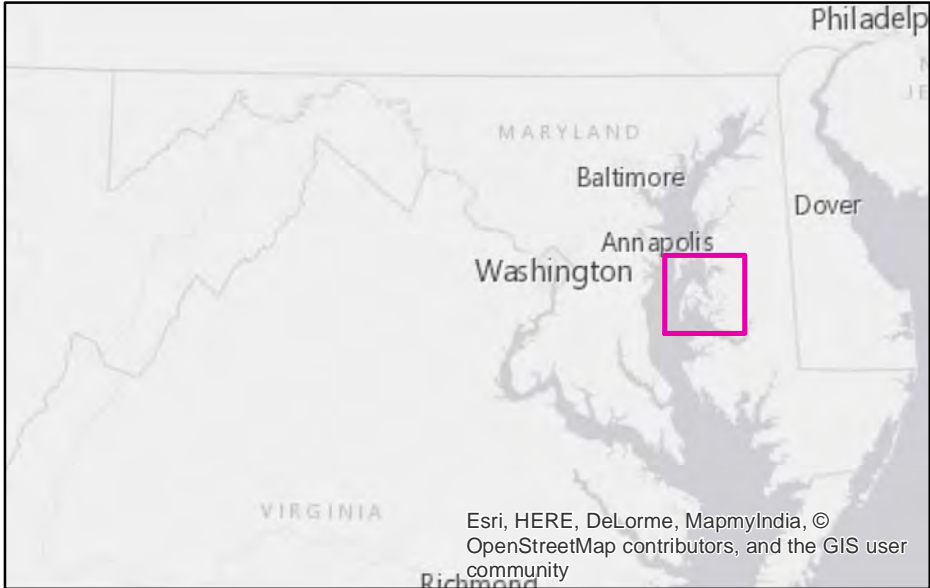 Philadelp
N
JE
MARYLAND
Baltimore
Dover
Annapolis
Washington
VIRGINIA
Esri, HERE, DeLorme, MapmyIndia, ©
OpenStreetMap contributors, and the GIS user
community
Richmond